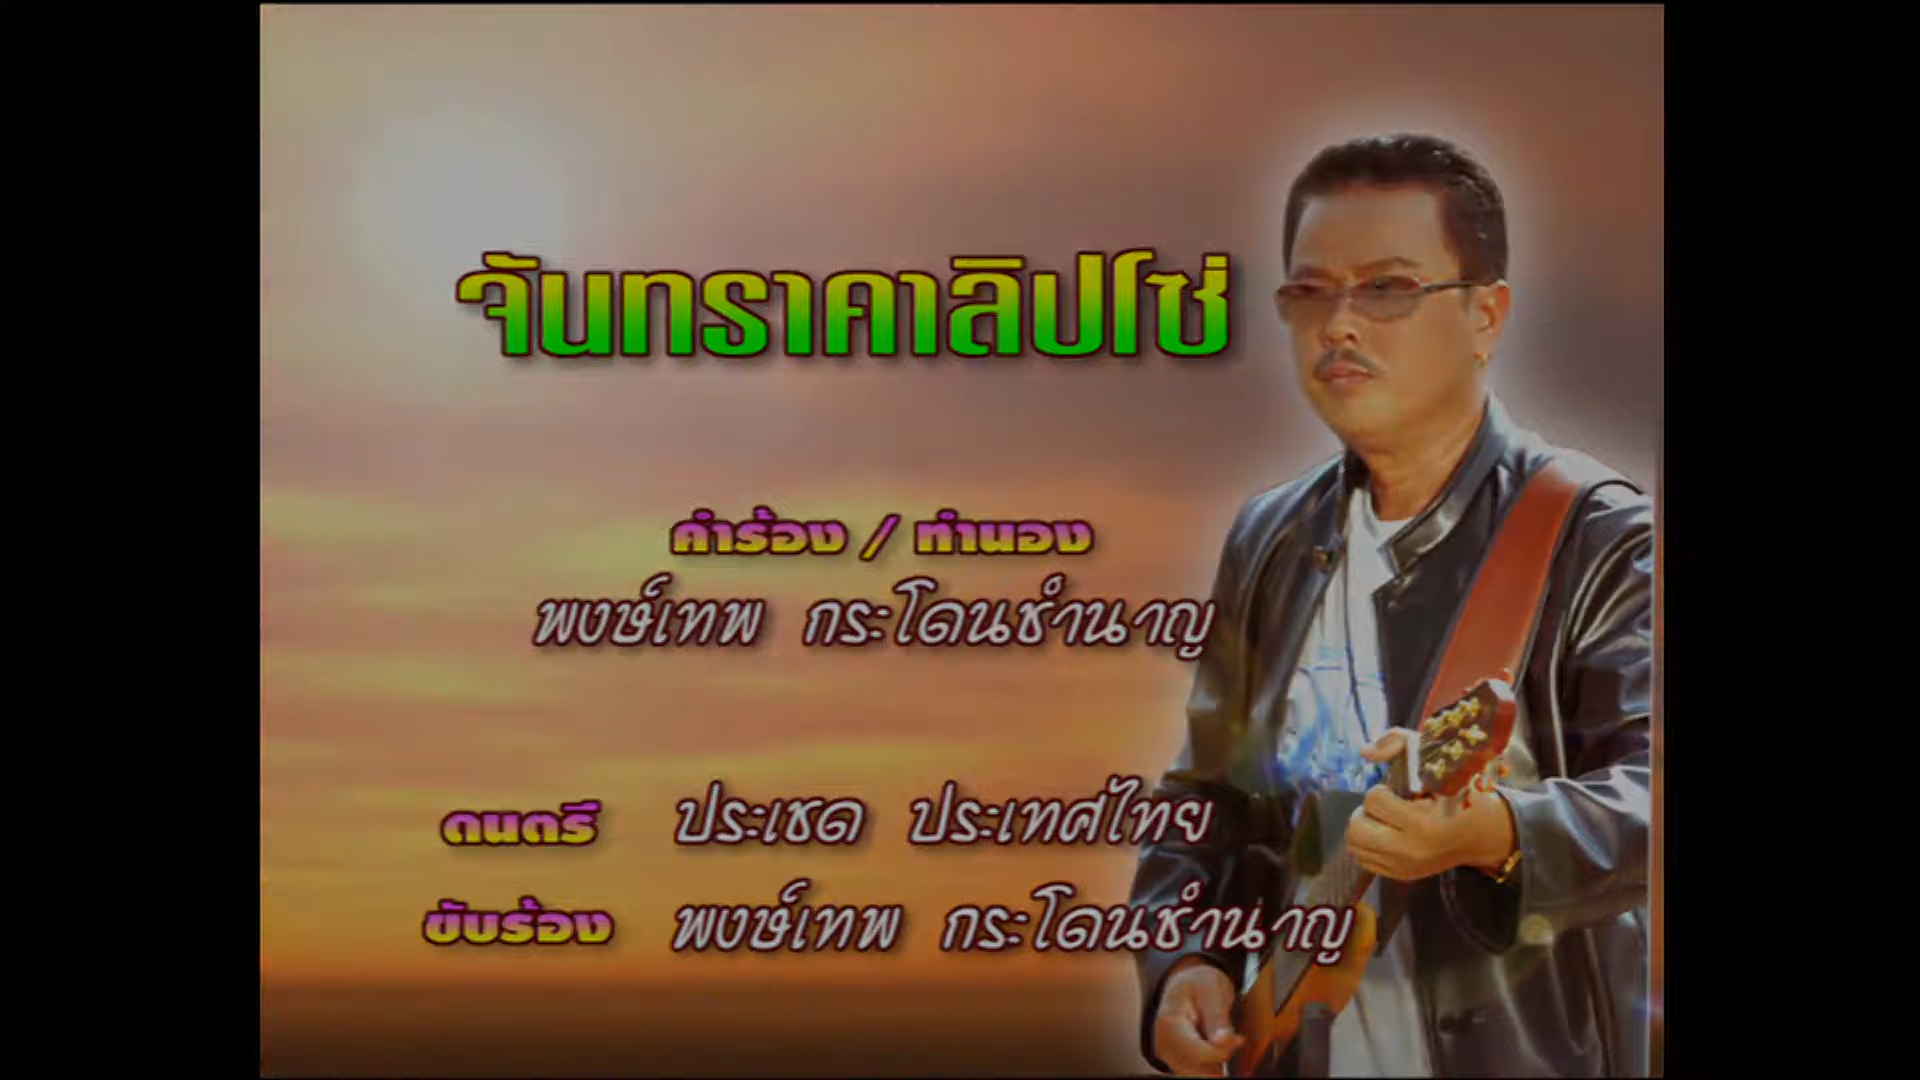 จันทราคาลิปโซ่
คำร้อง / ทำนอง
พงษ์เทพ กระโดนชำนาญ
ดนตรี ประเชด ประเทศไทย
ขับร้อง พงษ์เทพ กระโดนชำนาญ